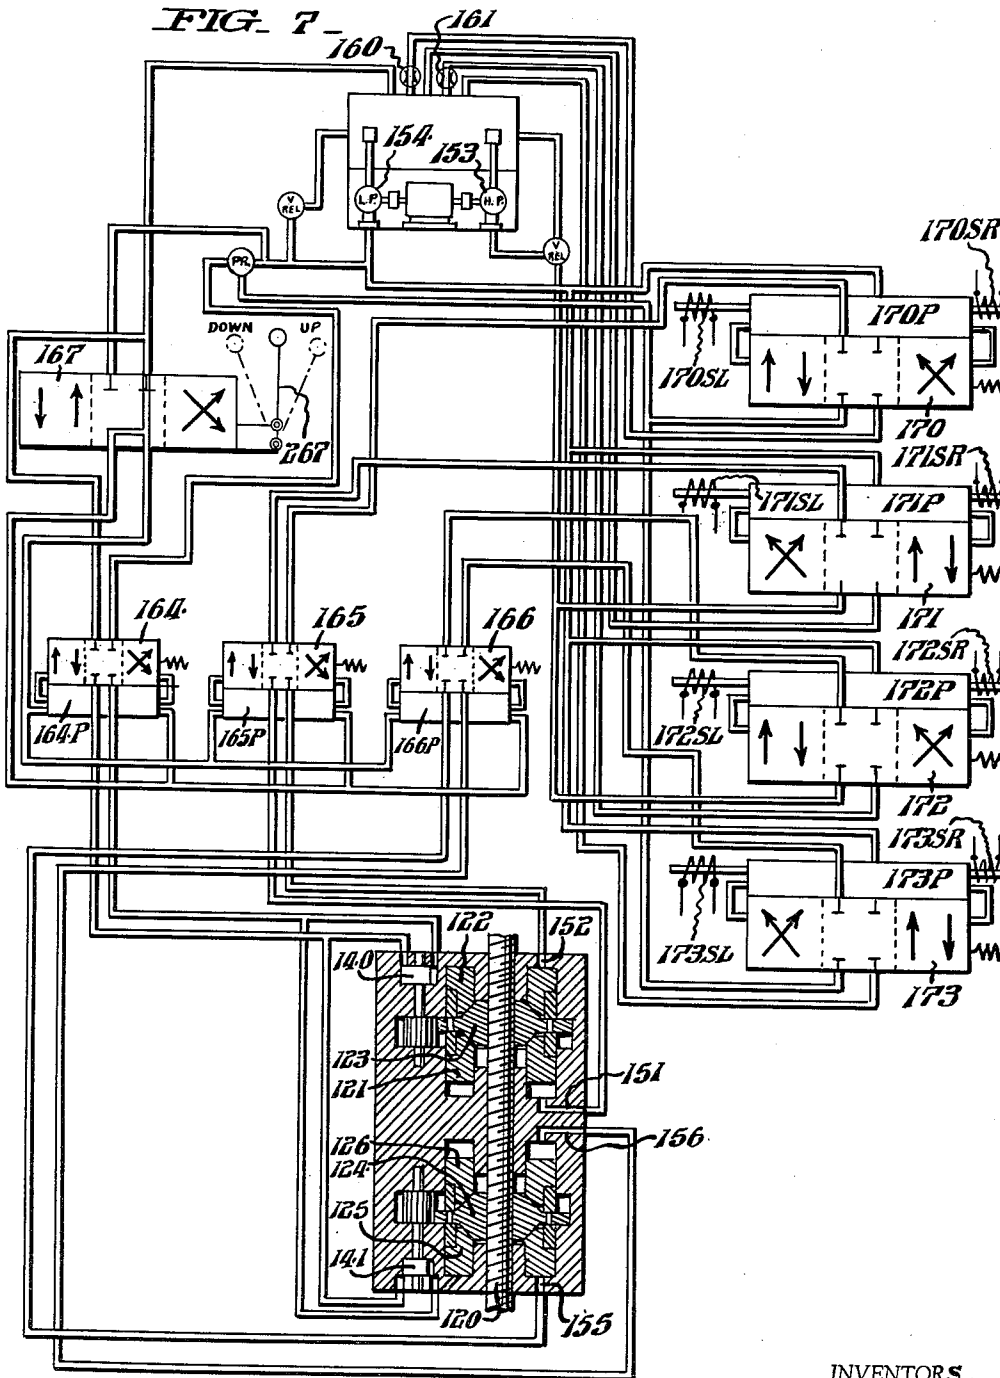 FIG. 7
160
161
154
153
L.P.
H.P.
V REL
V REL
PR.
170SR
170P
170SL
170
DOWN UP
167
267
171SR
171SL
171P
171
164
165
166
164P
165P
166P
172SR
172P
172SL
172
173SR
173P
173SL
173
122
152
140
123
121
151
156
126
124
125
141
120
155
INVENTORS